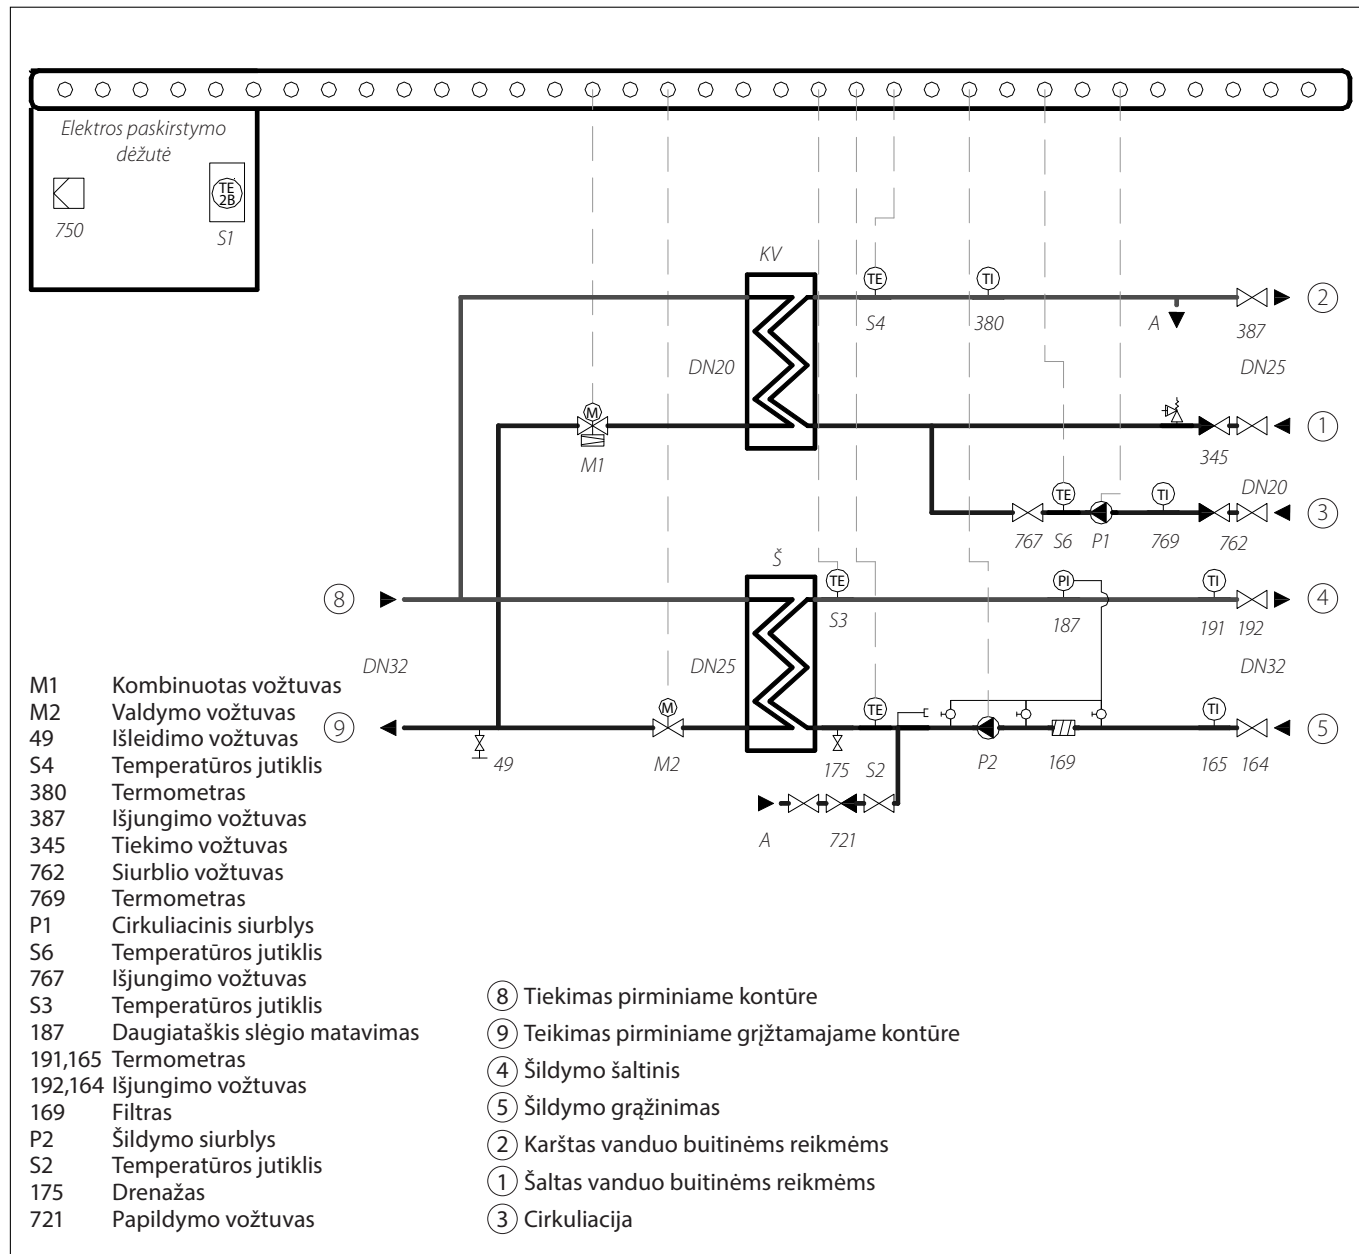 Elektros paskirstymo
dėžutė
TE
2B
750
S1
KV
TE
TI
2
S4
380
A
387
DN20
DN25
M
1
M1
345
DN20
TE
TI
3
767
S6
P1
769
762
Š
8
TE
PI
TI
4
S3
187
191
192
DN32
DN25
DN32
9
M
TE
TI
5
49
M2
175
S2
P2
169
165
164
A
721
M1 Kombinuotas vožtuvas
M2 Valdymo vožtuvas
49 Išleidimo vožtuvas
S4 Temperatūros jutiklis
380 Termometras
387 Išjungimo vožtuvas
345 Tiekimo vožtuvas
762 Siurblio vožtuvas
769 Termometras
P1 Cirkuliacinis siurblys
S6 Temperatūros jutiklis
767 Išjungimo vožtuvas
S3 Temperatūros jutiklis
187 Daugiataškis slėgio matavimas
191,165 Termometras
192,164 Išjungimo vožtuvas
169 Filtras
P2 Šildymo siurblys
S2 Temperatūros jutiklis
175 Drenažas
721 Papildymo vožtuvas
8 Tiekimas pirminiame kontūre
9 Teikimas pirminiame grįžtamajame kontūre
4 Šildymo šaltinis
5 Šildymo grąžinimas
2 Karštas vanduo buitinėms reikmėms
1 Šaltas vanduo buitinėms reikmėms
3 Cirkuliacija